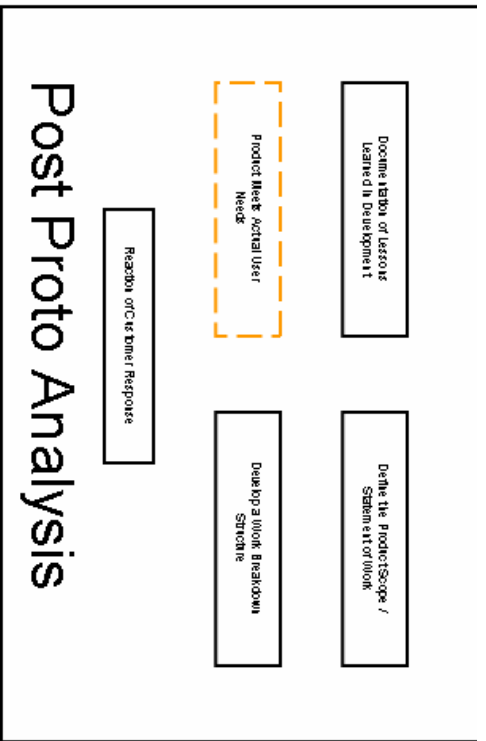 Documentation of Lessons
Learned in Development
Define the Product Scope /
Statement of Work
Product Meets Actual User
Needs
Develop a Work Breakdown
Structure
Reaction of Customer Response
Post Proto Analysis